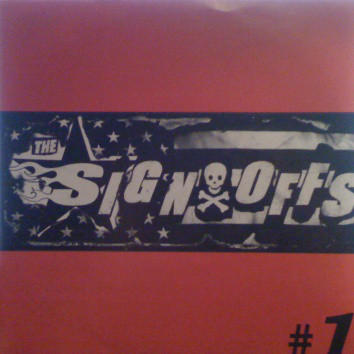 THE
SIGN OFFS
#1